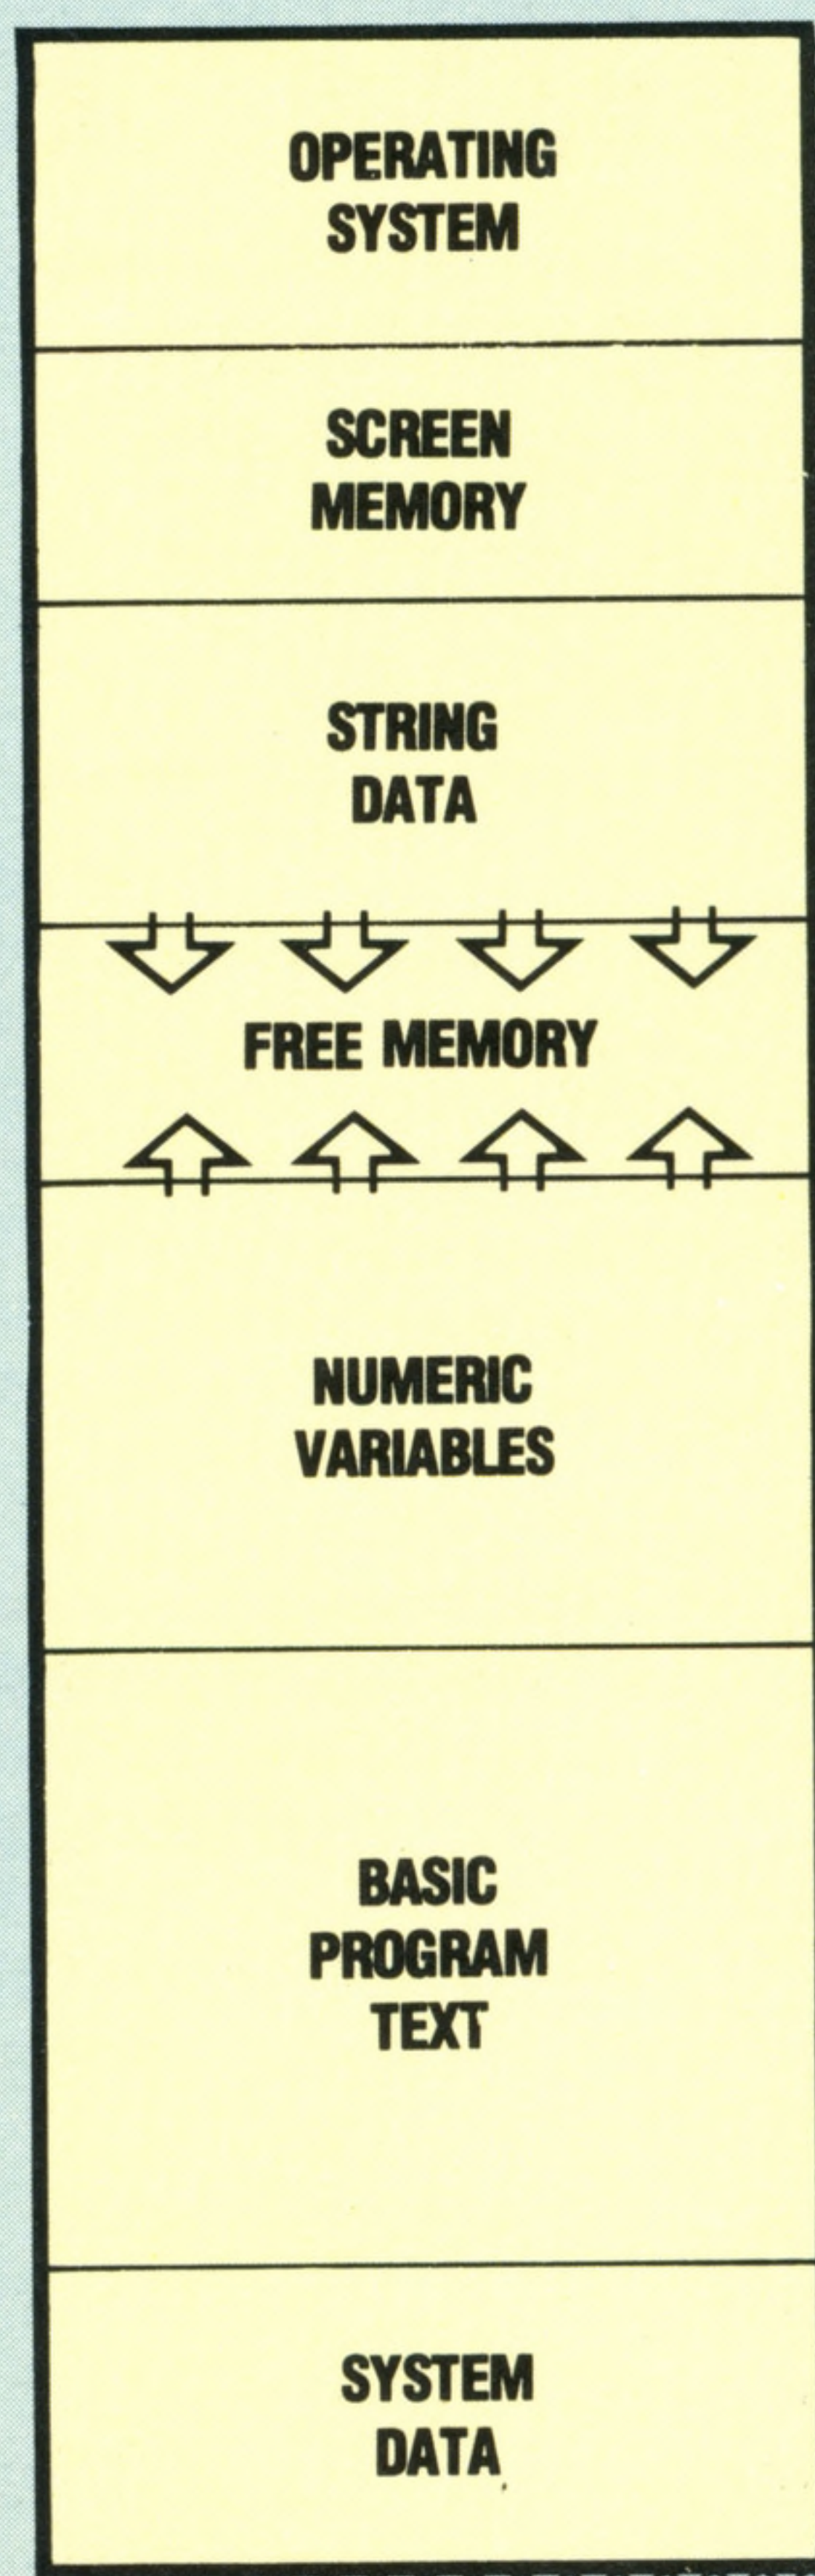 OPERATING
SYSTEM
SCREEN
MEMORY
STRING
DATA
FREE MEMORY
NUMERIC
VARIABLES
BASIC
PROGRAM
TEXT
SYSTEM
DATA